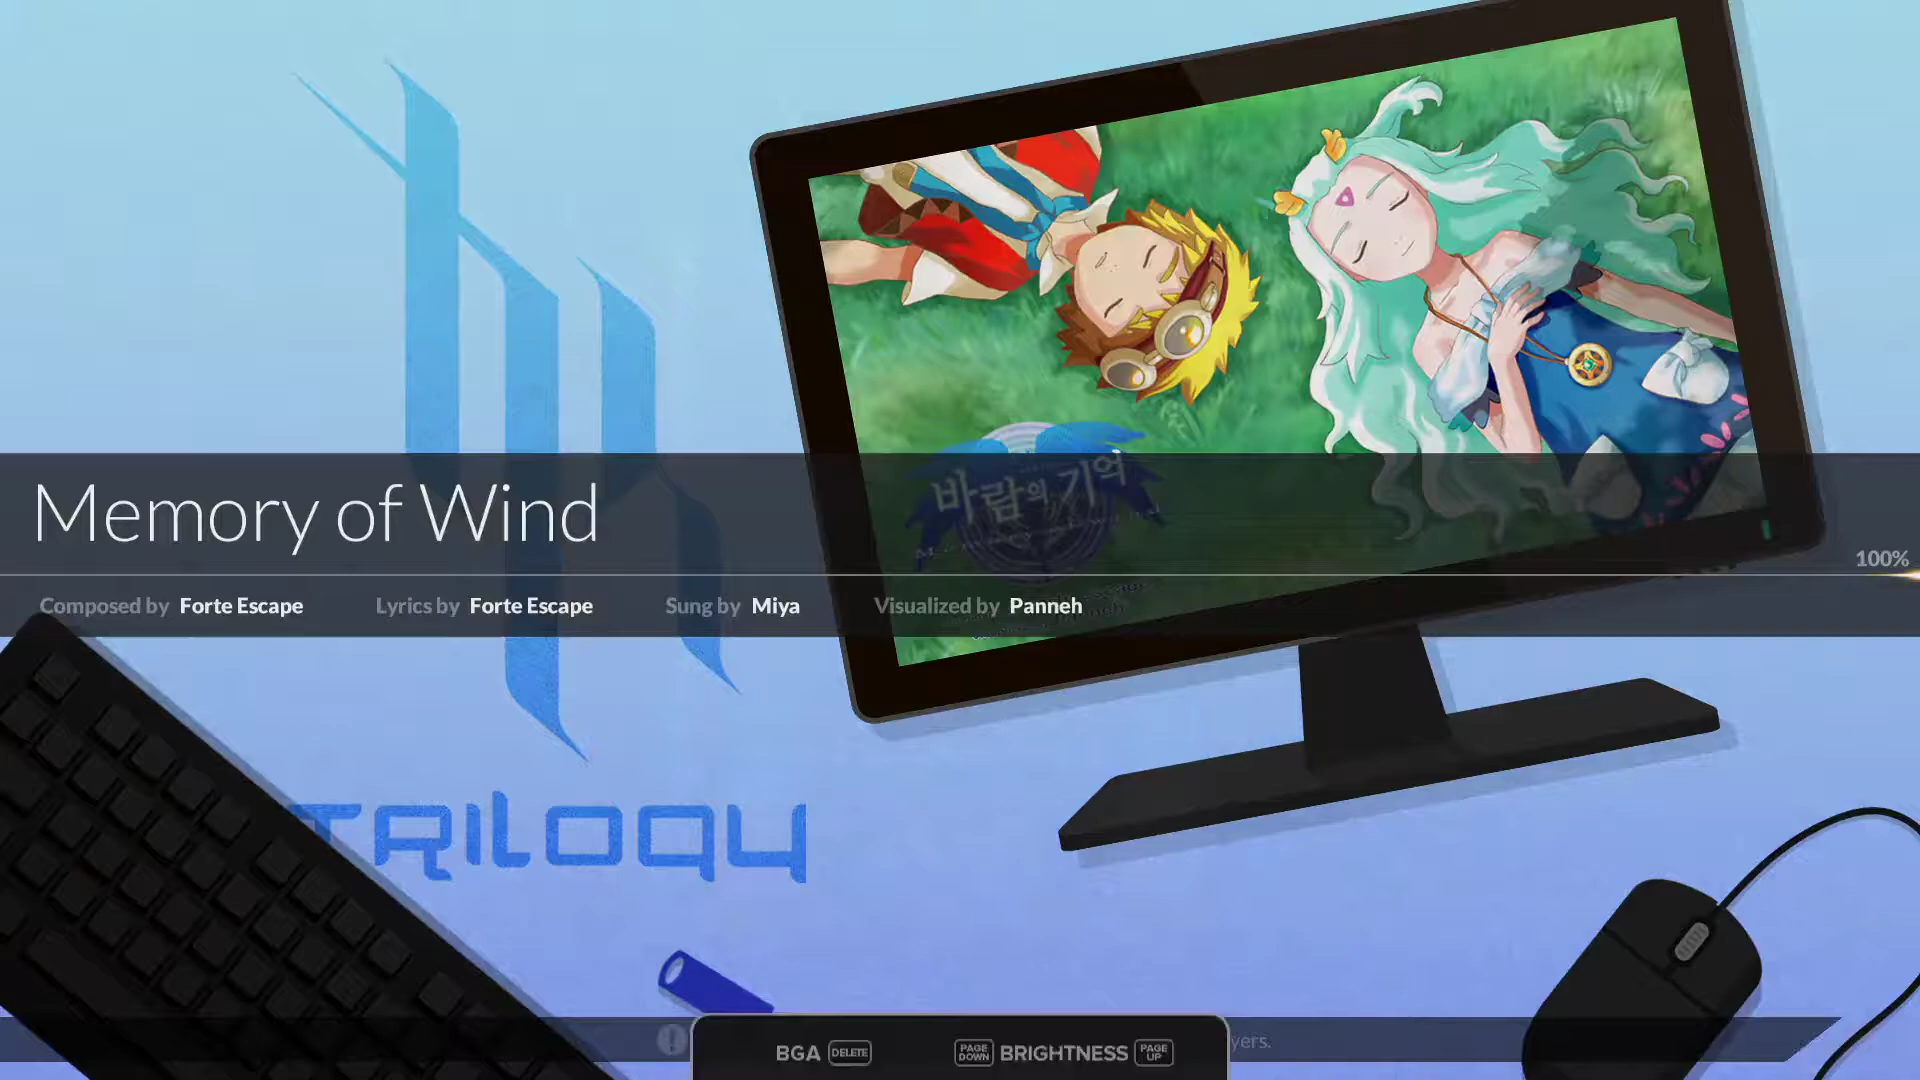 바람의 기억
Memory of Wind
100%
Composed by Forte Escape Lyrics by Forte Escape Sung by Miya Visualized by Panneh
TRILOGY
yers.
BGA DELETE PAGE DOWN BRIGHTNESS PAGE UP